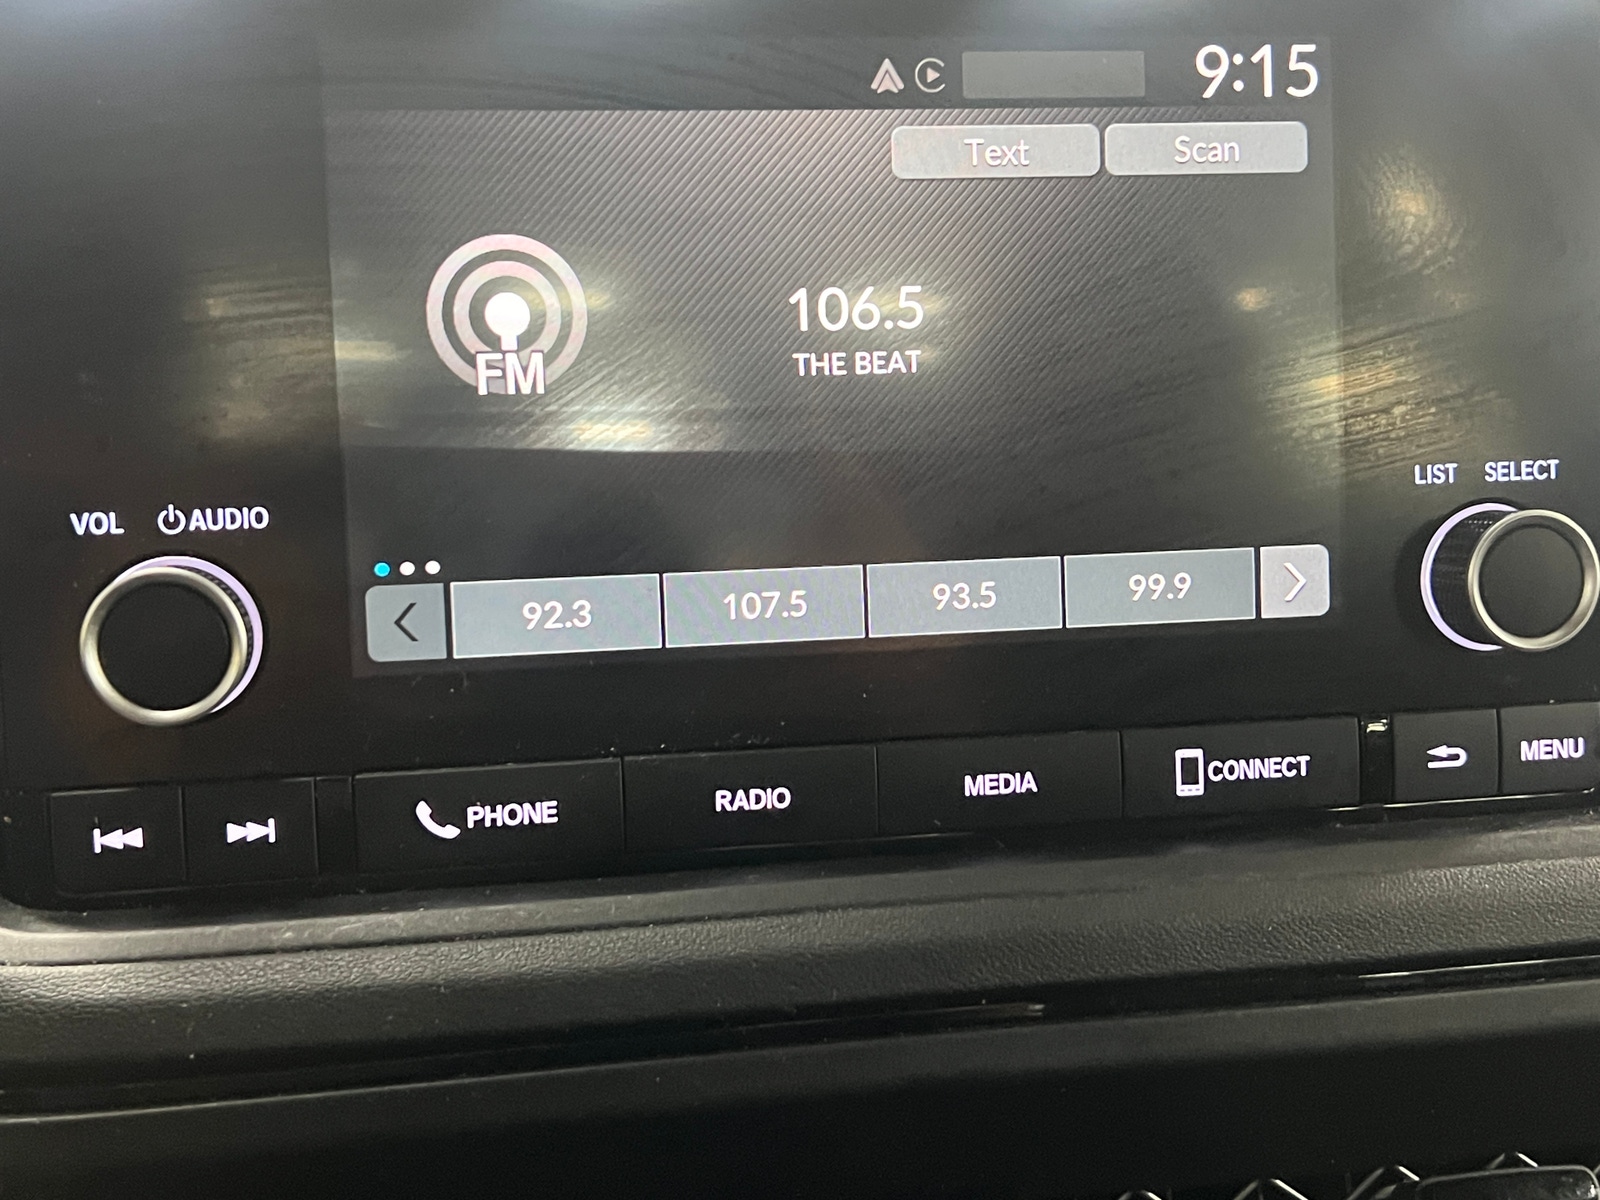 9:15
Text Scan
106.5
THE BEAT
FM
LIST SELECT
VOL AUDIO
92.3 107.5 93.5 99.9
PHONE RADIO MEDIA CONNECT MENU